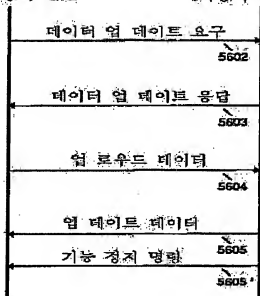 데이터 업 데이트 요구
5602
데이터 업 데이트 응답
5603
업 로우드 데이터
5604
업 데이트 데이터
5605
기능 정지 명령
5605